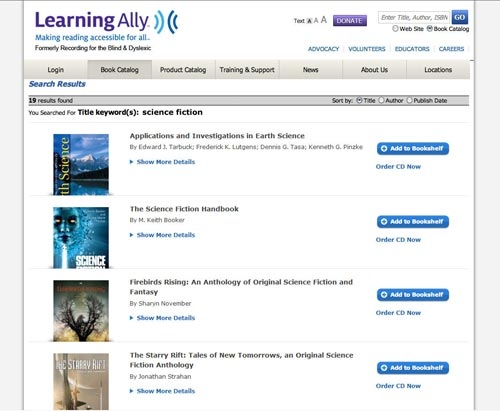 Learning Ally
Making reading accessible for all.
Formerly Recording for the Blind & Dyslexic
Text A A A DONATE
Enter Title, Author, ISBN GO
Web Site Book Catalog
ADVOCACY VOLUNTEERS EDUCATORS CAREERS
Login Book Catalog Product Catalog Training & Support News About Us Locations
Search Results
19 results found Sort by: Title Author Publish Date
You Searched For Title keyword(s): science fiction
Applications and Investigations in Earth Science
By Edward J. Tarbuck; Frederick K. Lutgens; Dennis G. Tasa; Kenneth G. Pinzke
Show More Details
Add to Bookshelf
Order CD Now
The Science Fiction Handbook
By M. Keith Booker
Show More Details
SCIENCE
Add to Bookshelf
Order CD Now
Firebirds Rising: An Anthology of Original Science Fiction and
Fantasy
By Sharyn November
Show More Details
Add to Bookshelf
Order CD Now
The Starry Rift: Tales of New Tomorrows, an Original Science
Fiction Anthology
By Jonathan Strahan
Show More Details
THE STARRY RIFT
Add to Bookshelf
Order CD Now